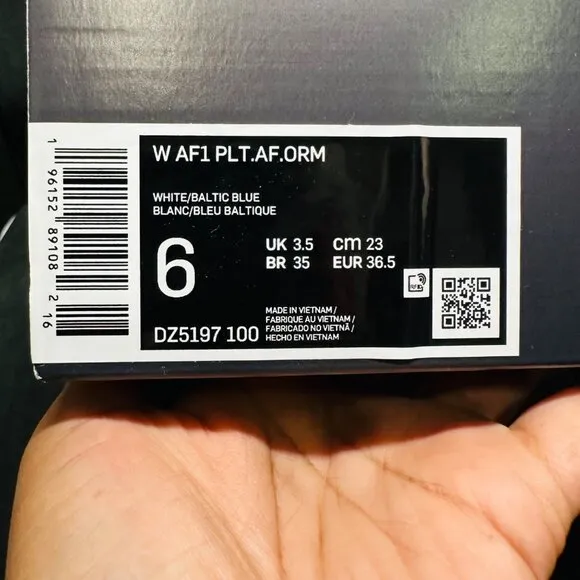 1 96152 89108 2 16
W AF1 PLT.AF.ORM
WHITE/BALTIC BLUE
BLANC/BLEU BALTIQUE
6
UK 3.5 cm 23
BR 35 EUR 36.5
RFID
DZ5197 100
MADE IN VIETNAM/
FABRIQUE AU VIETNAM/
FABRICADO NO VIETNÃ/
HECHO EN VIETNAM